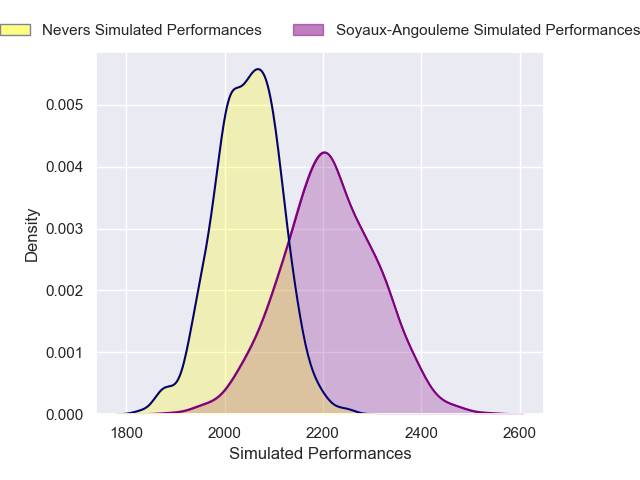 Nevers Simulated Performances Soyaux-Angouleme Simulated Performances
0.005
0.004
0.003
0.002
0.001
0.000
Density
1800 2000 2200 2400 2600
Simulated Performances